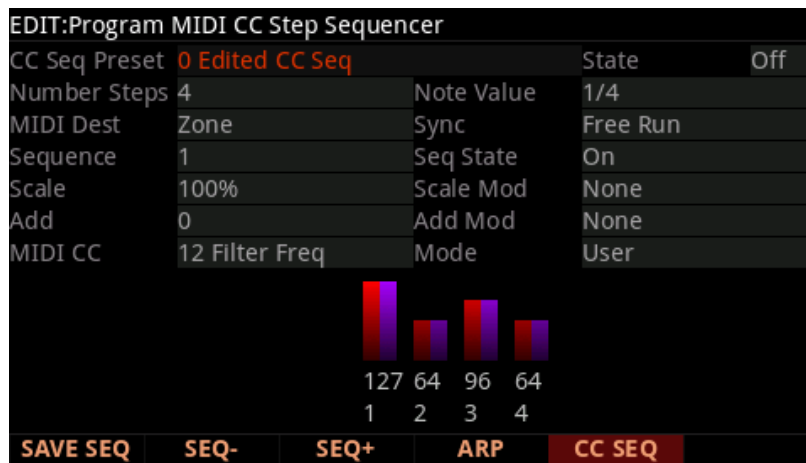 EDIT:Program MIDI CC Step Sequencer
CC Seq Preset 0 Edited CC Seq State Off
Number Steps 4 Note Value 1/4
MIDI Dest Zone Sync Free Run
Sequence 1 Seq State On
Scale 100% Scale Mod None
Add 0 Add Mod None
MIDI CC 12 Filter Freq Mode User
127 64 96 64
1 2 3 4
SAVE SEQ SEQ- SEQ+ ARP CC SEQ